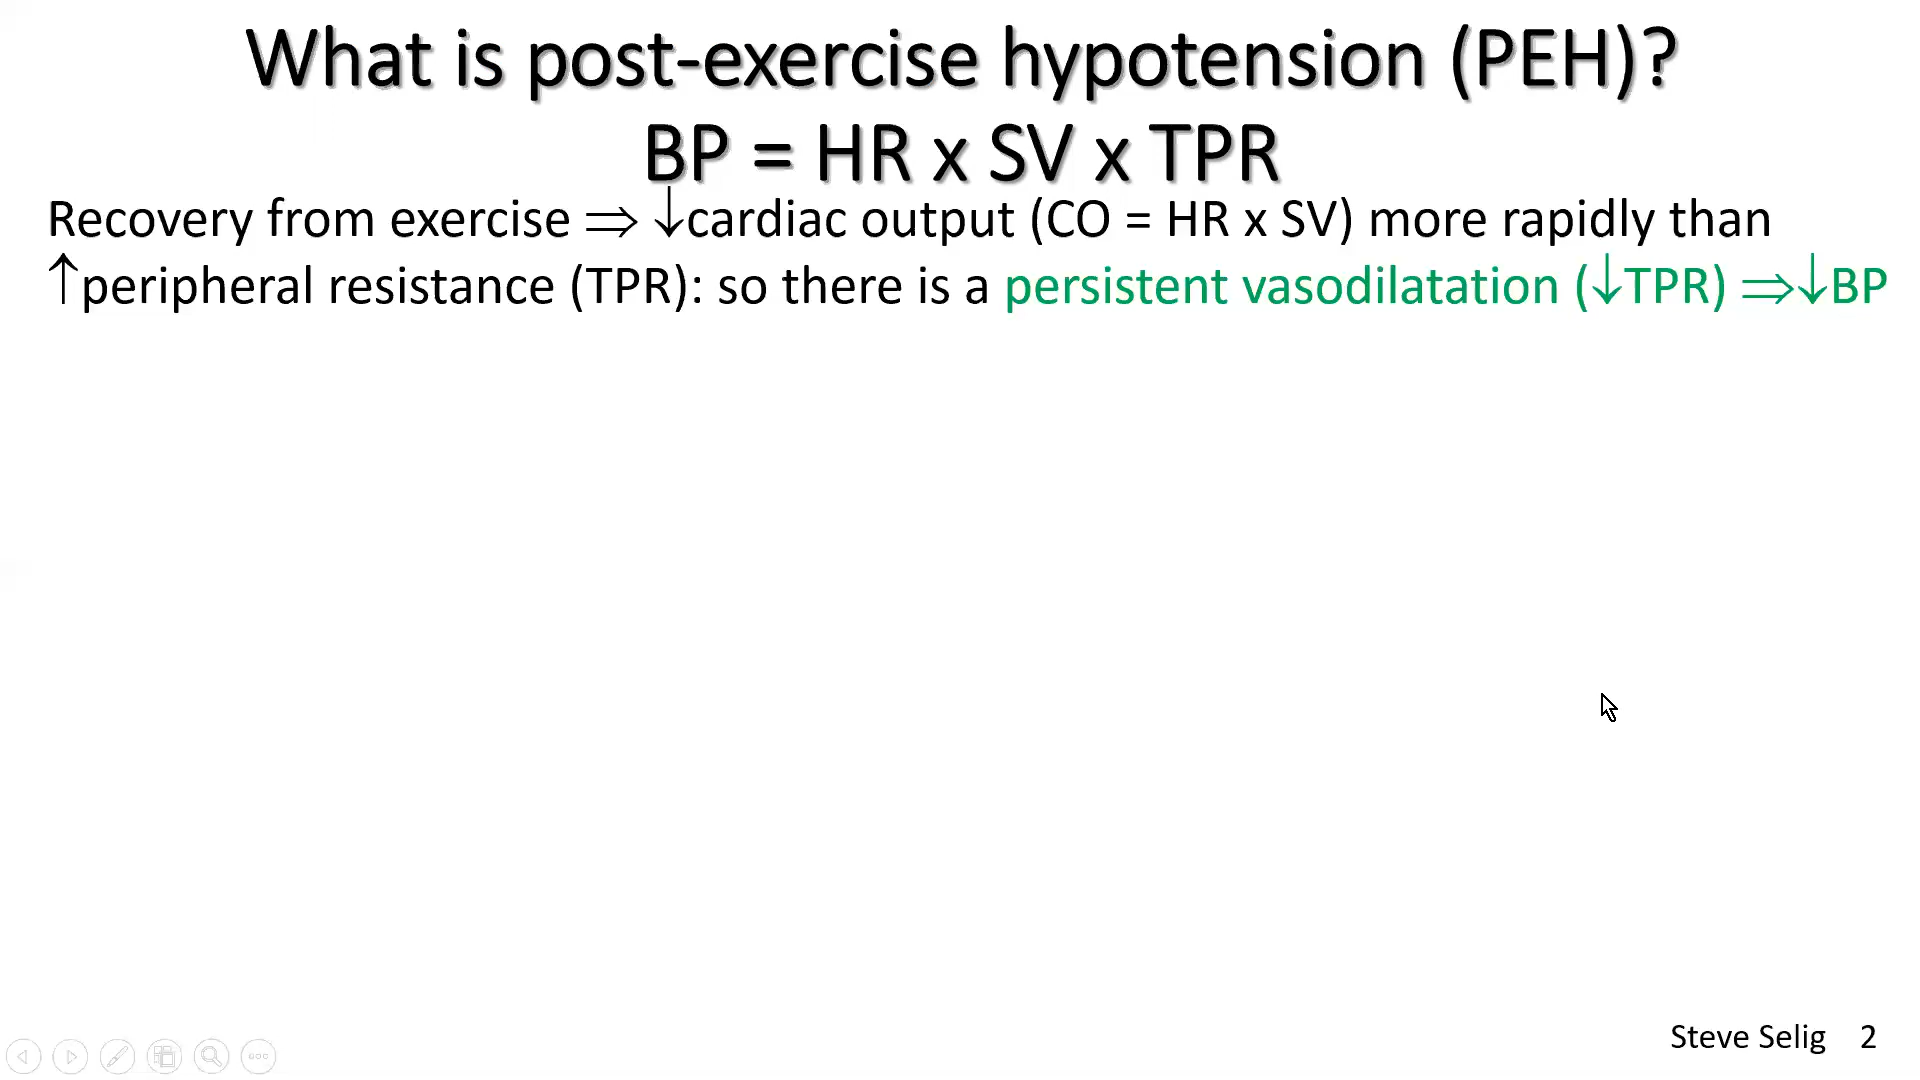 What is post-exercise hypotension (PEH)?
BP = HR x SV x TPR
Recovery from exercise ⇒ ↓cardiac output (CO = HR x SV) more rapidly than
↑peripheral resistance (TPR): so there is a persistent vasodilatation (↓TPR) ⇒↓BP
Steve Selig 2